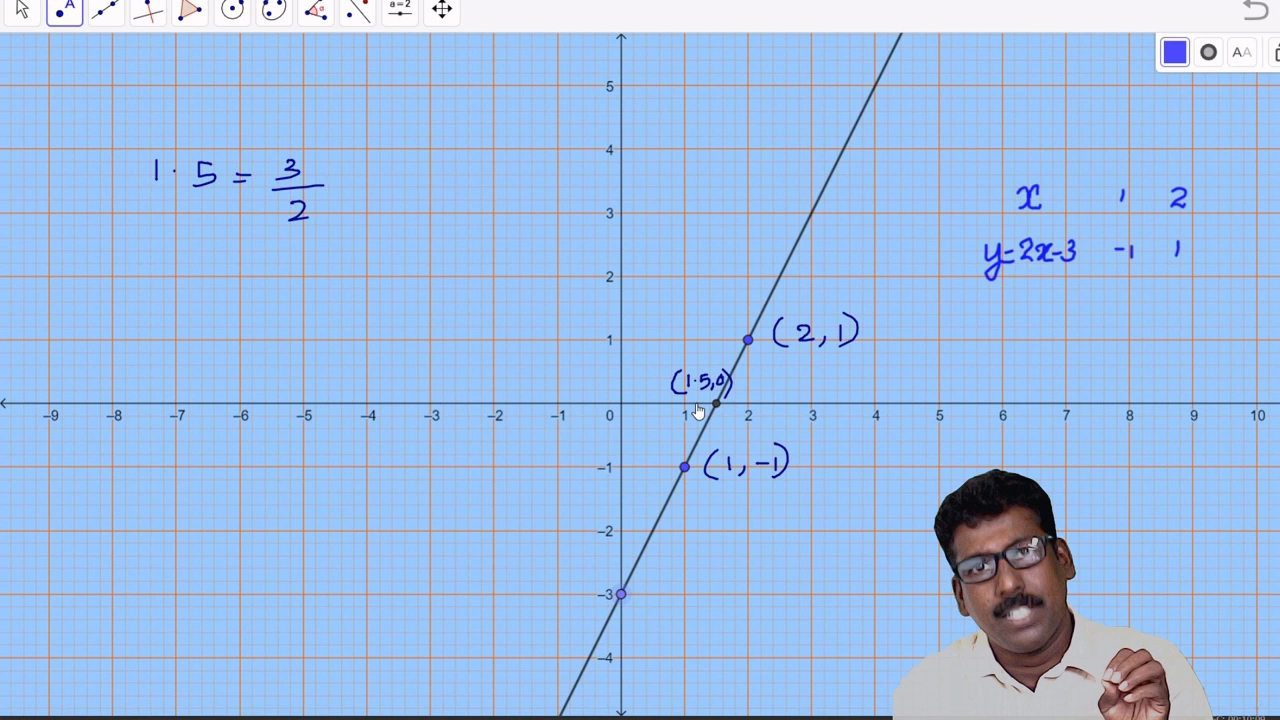 A
a=2
AA
5
4
3
2
1
0
-1
-2
-3
-4
-9 -8 -7 -6 -5 -4 -3 -2 -1 1 2 3 4 5 6 7 8 9 10
1.5 = 3/2
x 1 2
y=2x-3 -1 1
(2,1)
(1.5,0)
(1,-1)